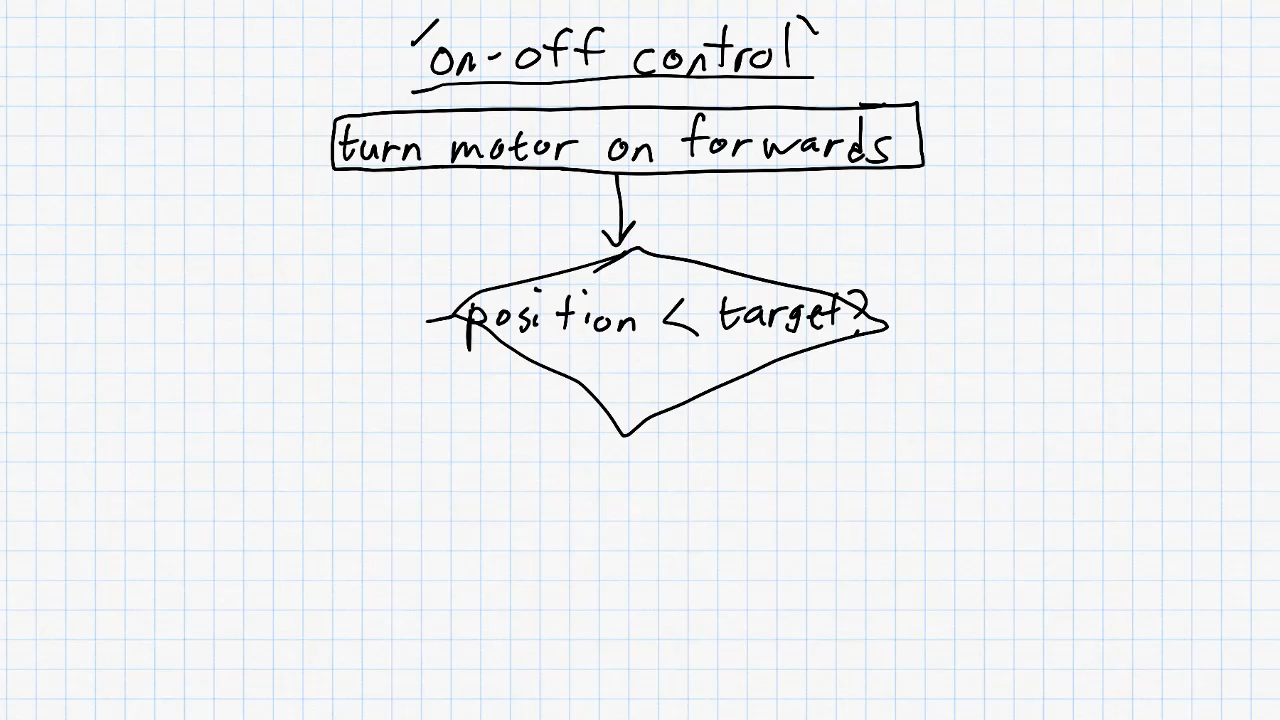 'on-off control'
turn motor on forwards
position < target?